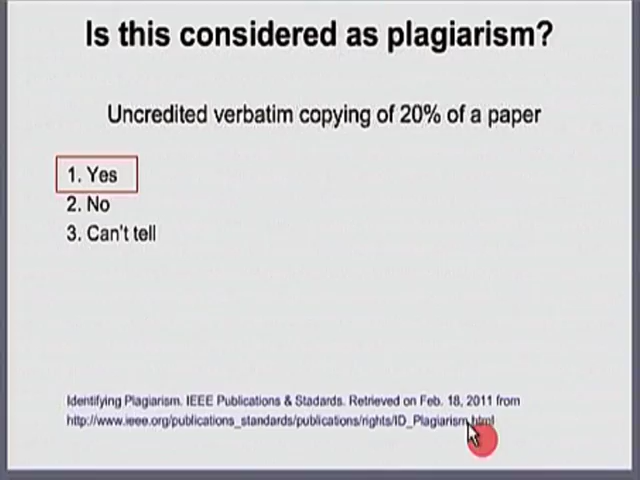 Is this considered as plagiarism?
Uncredited verbatim copying of 20% of a paper
1. Yes
2. No
3. Can't tell
Identifying Plagiarism. IEEE Publications & Stadards. Retrieved on Feb. 18, 2011 from
http://www.ieee.org/publications_standards/publications/rights/ID_Plagiarism.html